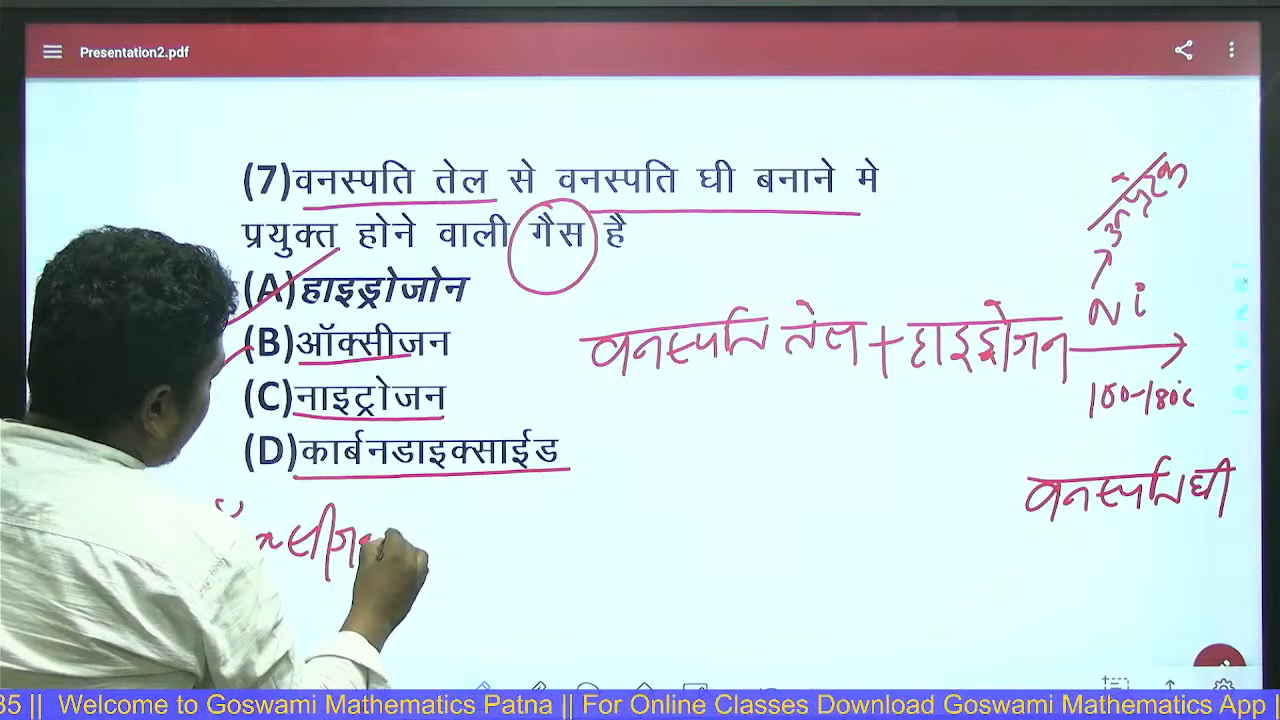 Presentation2.pdf
(7)वनस्पति तेल से वनस्पति घी बनाने मे
प्रयुक्त होने वाली गैस है
(A)हाइड्रोजोन
(B)ऑक्सीजन
(C)नाइट्रोजन
(D)कार्बनडाइक्साईड
उत्प्रेरक
Ni
वनस्पति तेल + हाइड्रोजन
150-180°c
वनस्पति घी
35 || Welcome to Goswami Mathematics Patna || For Online Classes Download Goswami Mathematics App